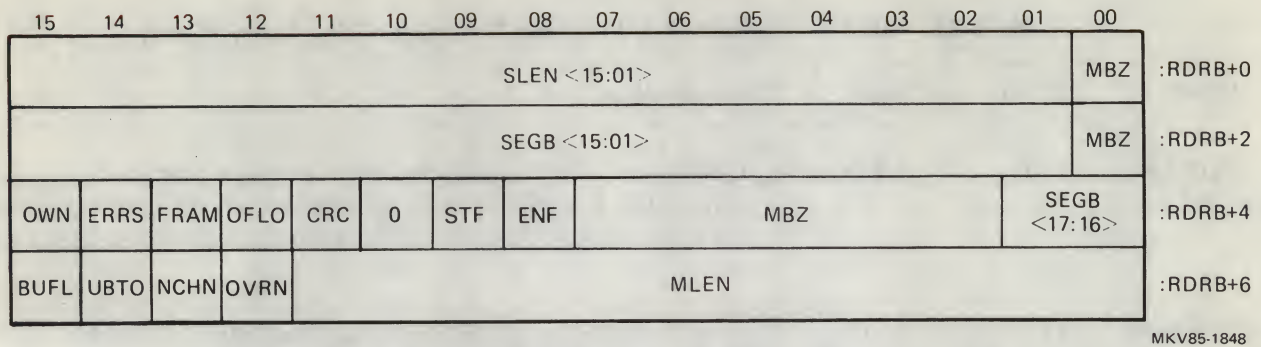 15 14 13 12 11 10 09 08 07 06 05 04 03 02 01 00
SLEN <15:01> MBZ :RDRB+0
SEGB <15:01> MBZ :RDRB+2
OWN ERRS FRAM OFLO CRC 0 STF ENF MBZ SEGB <17:16> :RDRB+4
BUFL UBTO NCHN OVRN MLEN :RDRB+6
MKV85-1848